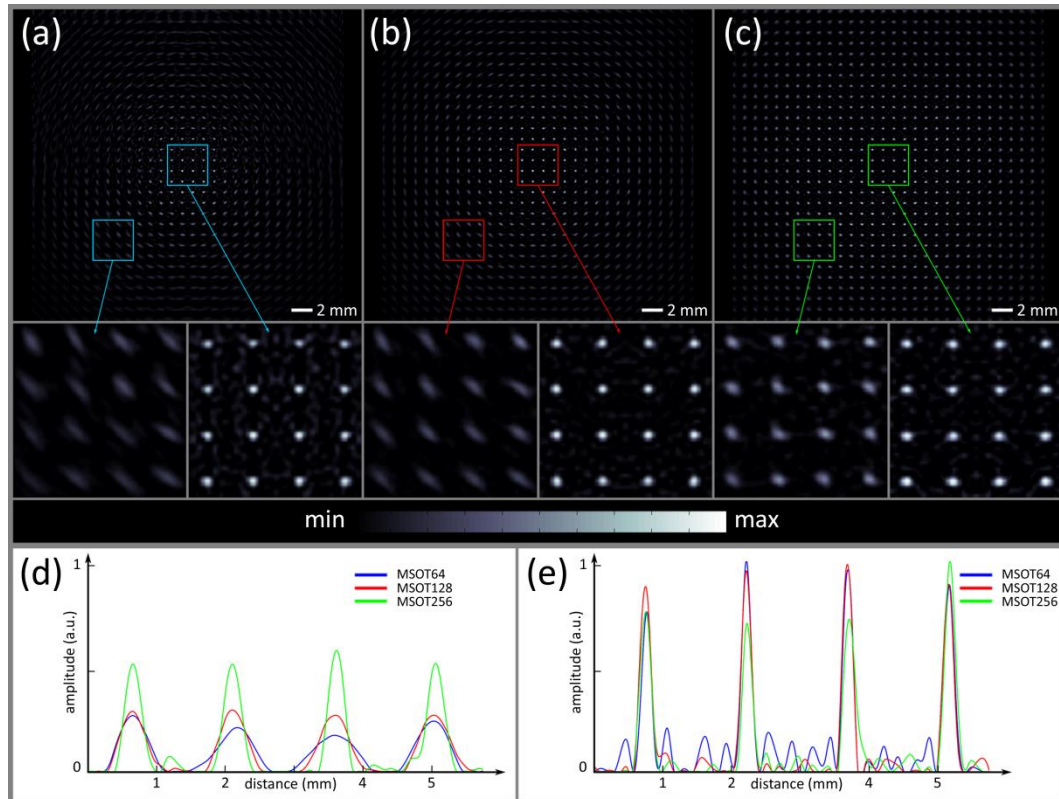 (a)
(b)
(c)
2 mm
2 mm
2 mm
min
max
(d)
1
amplitude (a.u.)
0
MSOT64
MSOT128
MSOT256
1
2
distance (mm)
4
5
(e)
1
amplitude (a.u.)
0
MSOT64
MSOT128
MSOT256
1
2
distance (mm)
4
5